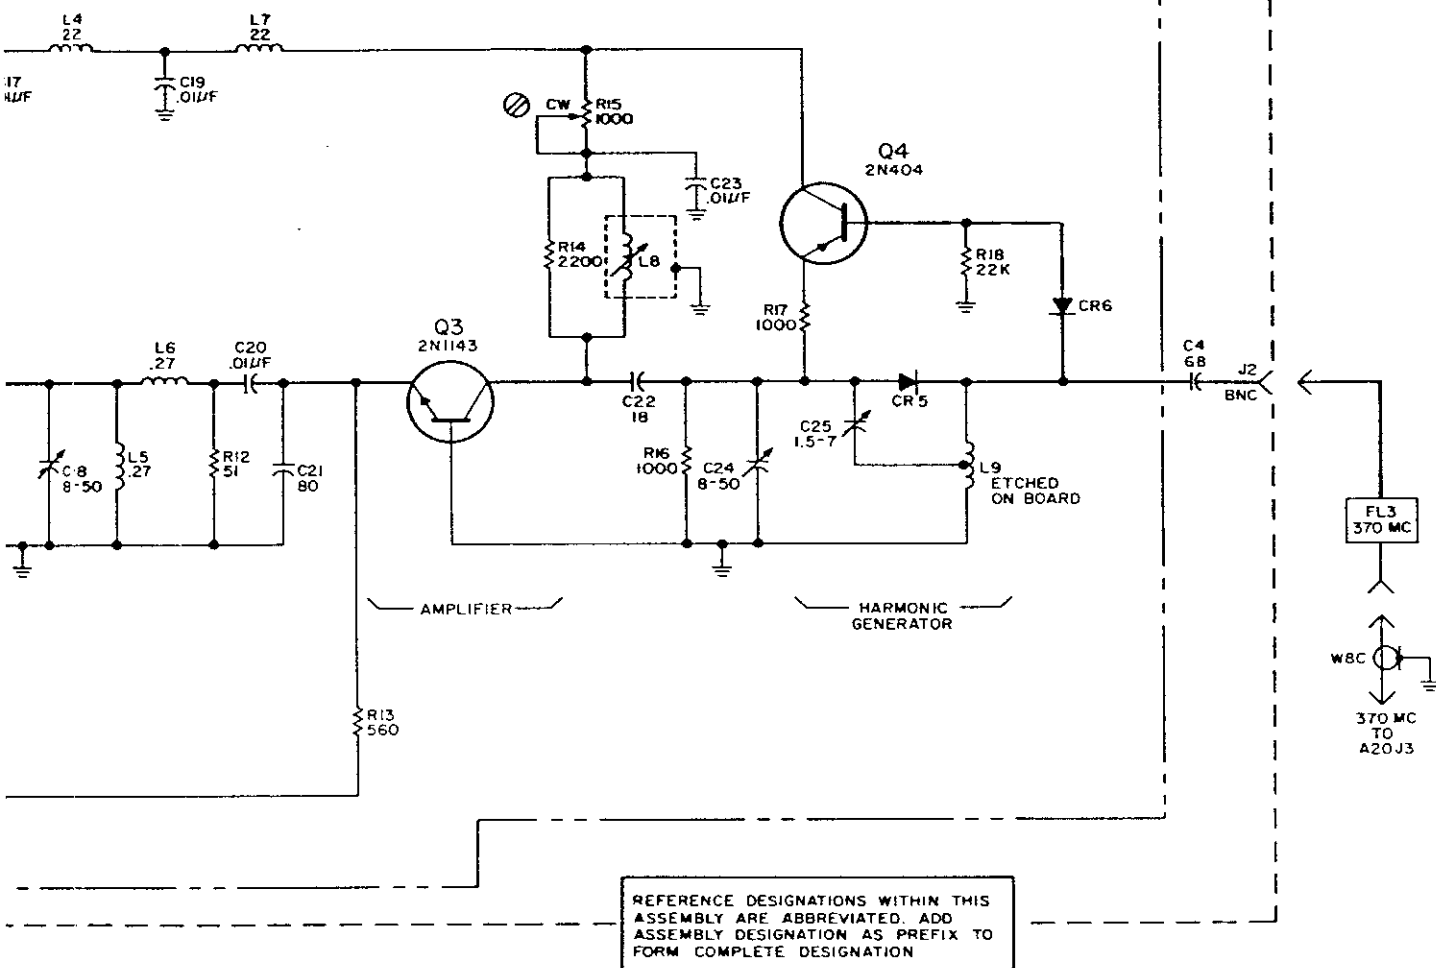 L4
22
L7
22
C19
.01UF
CW
R15
1000
Q4
2N404
C23
.01UF
R14
2200
L8
R18
22K
R17
1000
CR6
Q3
2N1143
L6
.27
C20
.01UF
C4
68
J2
BNC
C22
18
CR5
C25
1.5-7
C18
8-50
L5
.27
R12
51
C21
80
R16
1000
C24
8-50
L9
ETCHED
ON BOARD
FL3
370 MC
AMPLIFIER
HARMONIC
GENERATOR
W8C
R13
560
370 MC
TO
A20J3
REFERENCE DESIGNATIONS WITHIN THIS
ASSEMBLY ARE ABBREVIATED. ADD
ASSEMBLY DESIGNATION AS PREFIX TO
FORM COMPLETE DESIGNATION